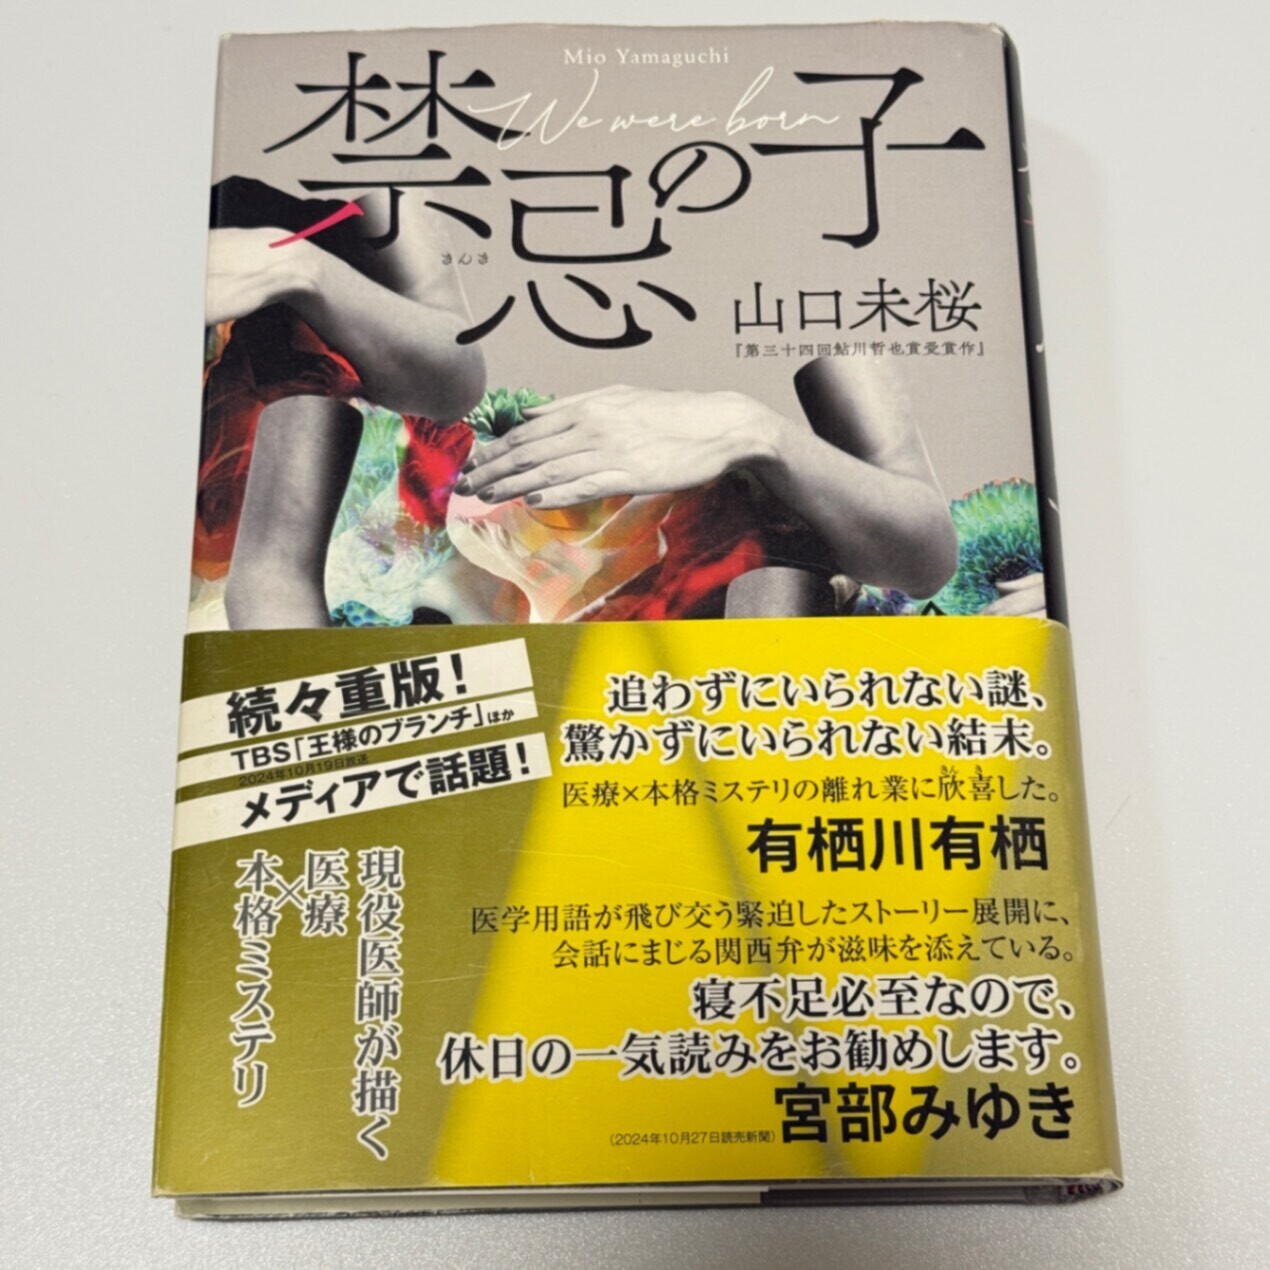 Mio Yamaguchi
We were born
禁忌の子
きんき
山口未桜
『第三十四回鮎川哲也賞受賞作』
続々重版!
TBS「王様のブランチ」ほか
2024年10月19日放送
メディアで話題!
現役医師が描く
医療
×
本格ミステリ
追わずにいられない謎、
驚かずにいられない結末。
きんき
医療×本格ミステリの離れ業に欣喜した。
有栖川有栖
医学用語が飛び交う緊迫したストーリー展開に、
会話にまじる関西弁が滋味を添えている。
寝不足必至なので、
休日の一気読みをお勧めします。
(2024年10月27日読売新聞)宮部みゆき